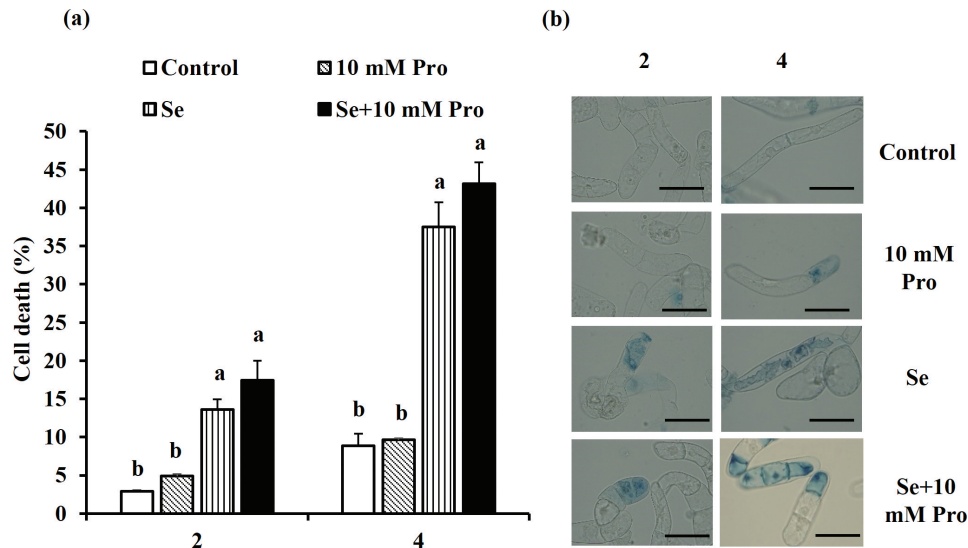 (a)
Control
10 mM Pro
Se
Se+10 mM Pro
Cell death (%)
50
45
40
35
30
25
20
15
10
5
0
b
b
a
a
b
b
a
a
2
4
(b)
2
4
Control
10 mM
Pro
Se
Se+10
mM Pro